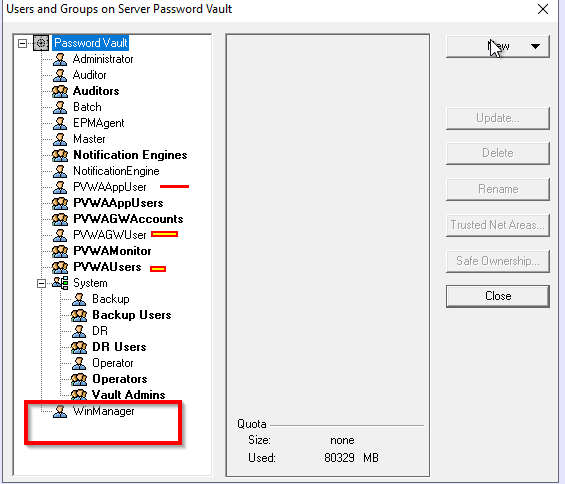 Users and Groups on Server Password Vault
Password Vault
Administrator
Auditor
Auditors
Batch
EPMAgent
Master
Notification Engines
NotificationEngine
PVWAAppUser
PVWAAppUsers
PVWAGWAccounts
PVWAGWUser
PVWAMonitor
PVWAUsers
System
Backup
Backup Users
DR
DR Users
Operator
Operators
Vault Admins
WinManager
Quota
Size: none
Used: 80329 MB
New
Update...
Delete
Rename
Trusted Net Areas...
Safe Ownership...
Close